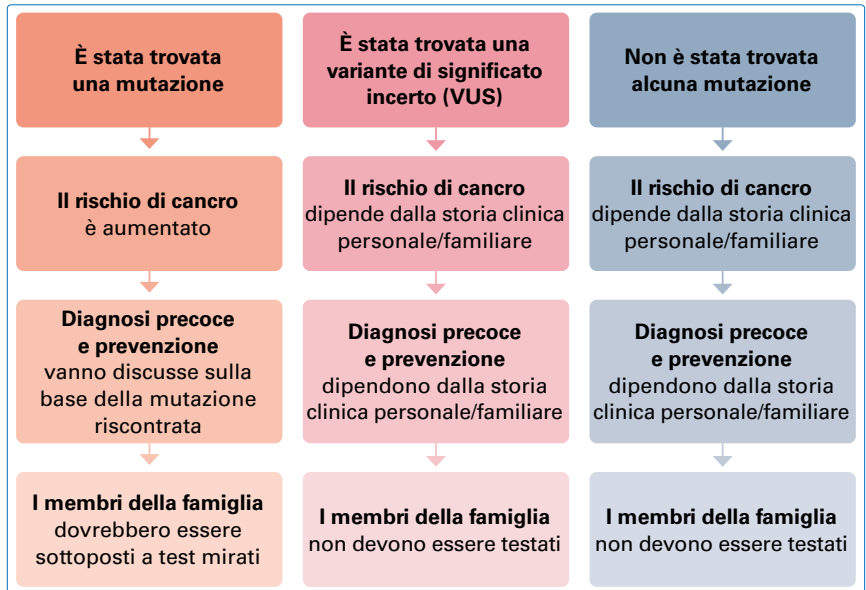 È stata trovata
una mutazione
Il rischio di cancro
è aumentato
Diagnosi precoce
e prevenzione
vanno discusse sulla
base della mutazione
riscontrata
I membri della famiglia
dovrebbero essere
sottoposti a test mirati
È stata trovata una
variante di significato
incerto (VUS)
Il rischio di cancro
dipende dalla storia clinica
personale/familiare
Diagnosi precoce
e prevenzione
dipendono dalla storia
clinica personale/familiare
I membri della famiglia
non devono essere testati
Non è stata trovata
alcuna mutazione
Il rischio di cancro
dipende dalla storia clinica
personale/familiare
Diagnosi precoce
e prevenzione
dipendono dalla storia
clinica personale/familiare
I membri della famiglia
non devono essere testati